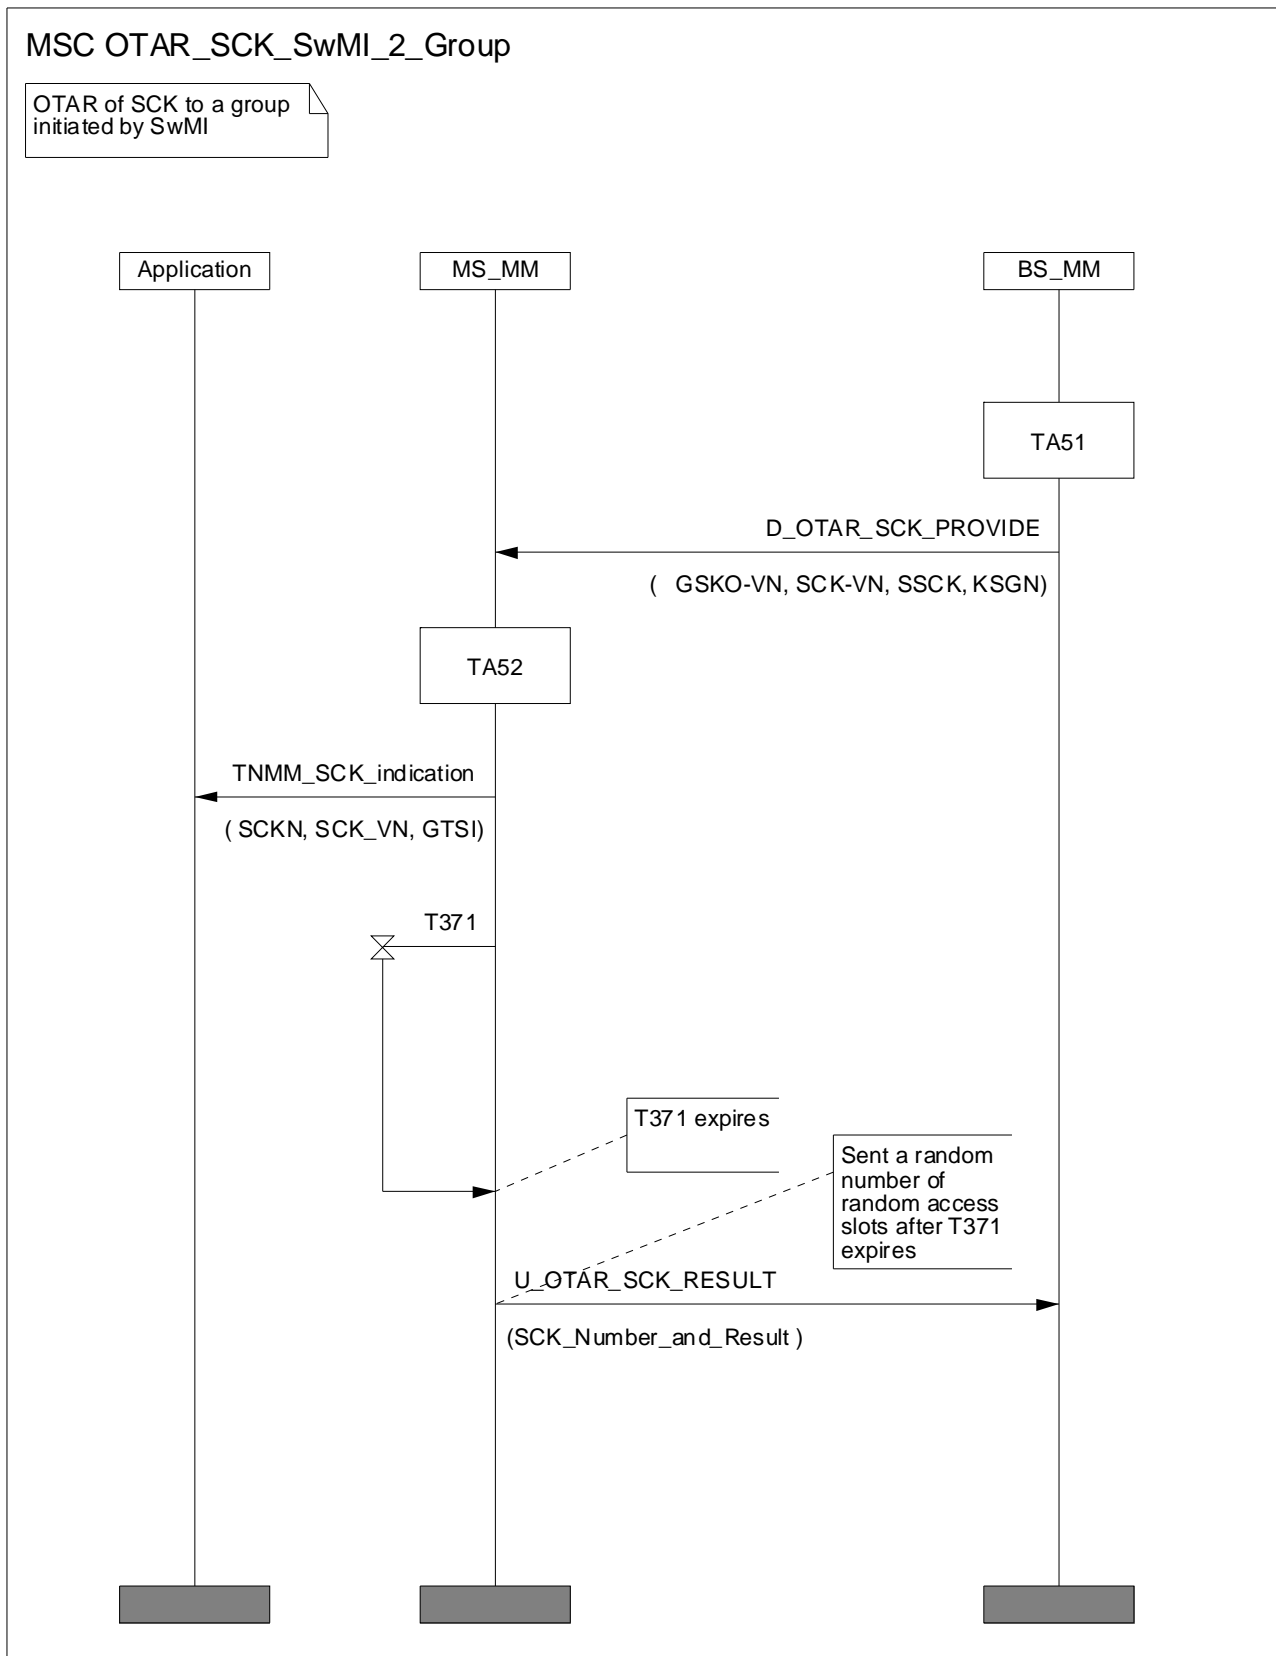 MSC OTAR_SCK_SwMI_2_Group
OTAR of SCK to a group
initiated by SwMI
Application
MS_MM
BS_MM
TA51
D_OTAR_SCK_PROVIDE
( GSKO-VN, SCK-VN, SSCK, KSGN)
TA52
TNMM_SCK_indication
( SCKN, SCK_VN, GTSI)
T371
T371 expires
Sent a random
number of
random access
slots after T371
expires
U_OTAR_SCK_RESULT
(SCK_Number_and_Result )